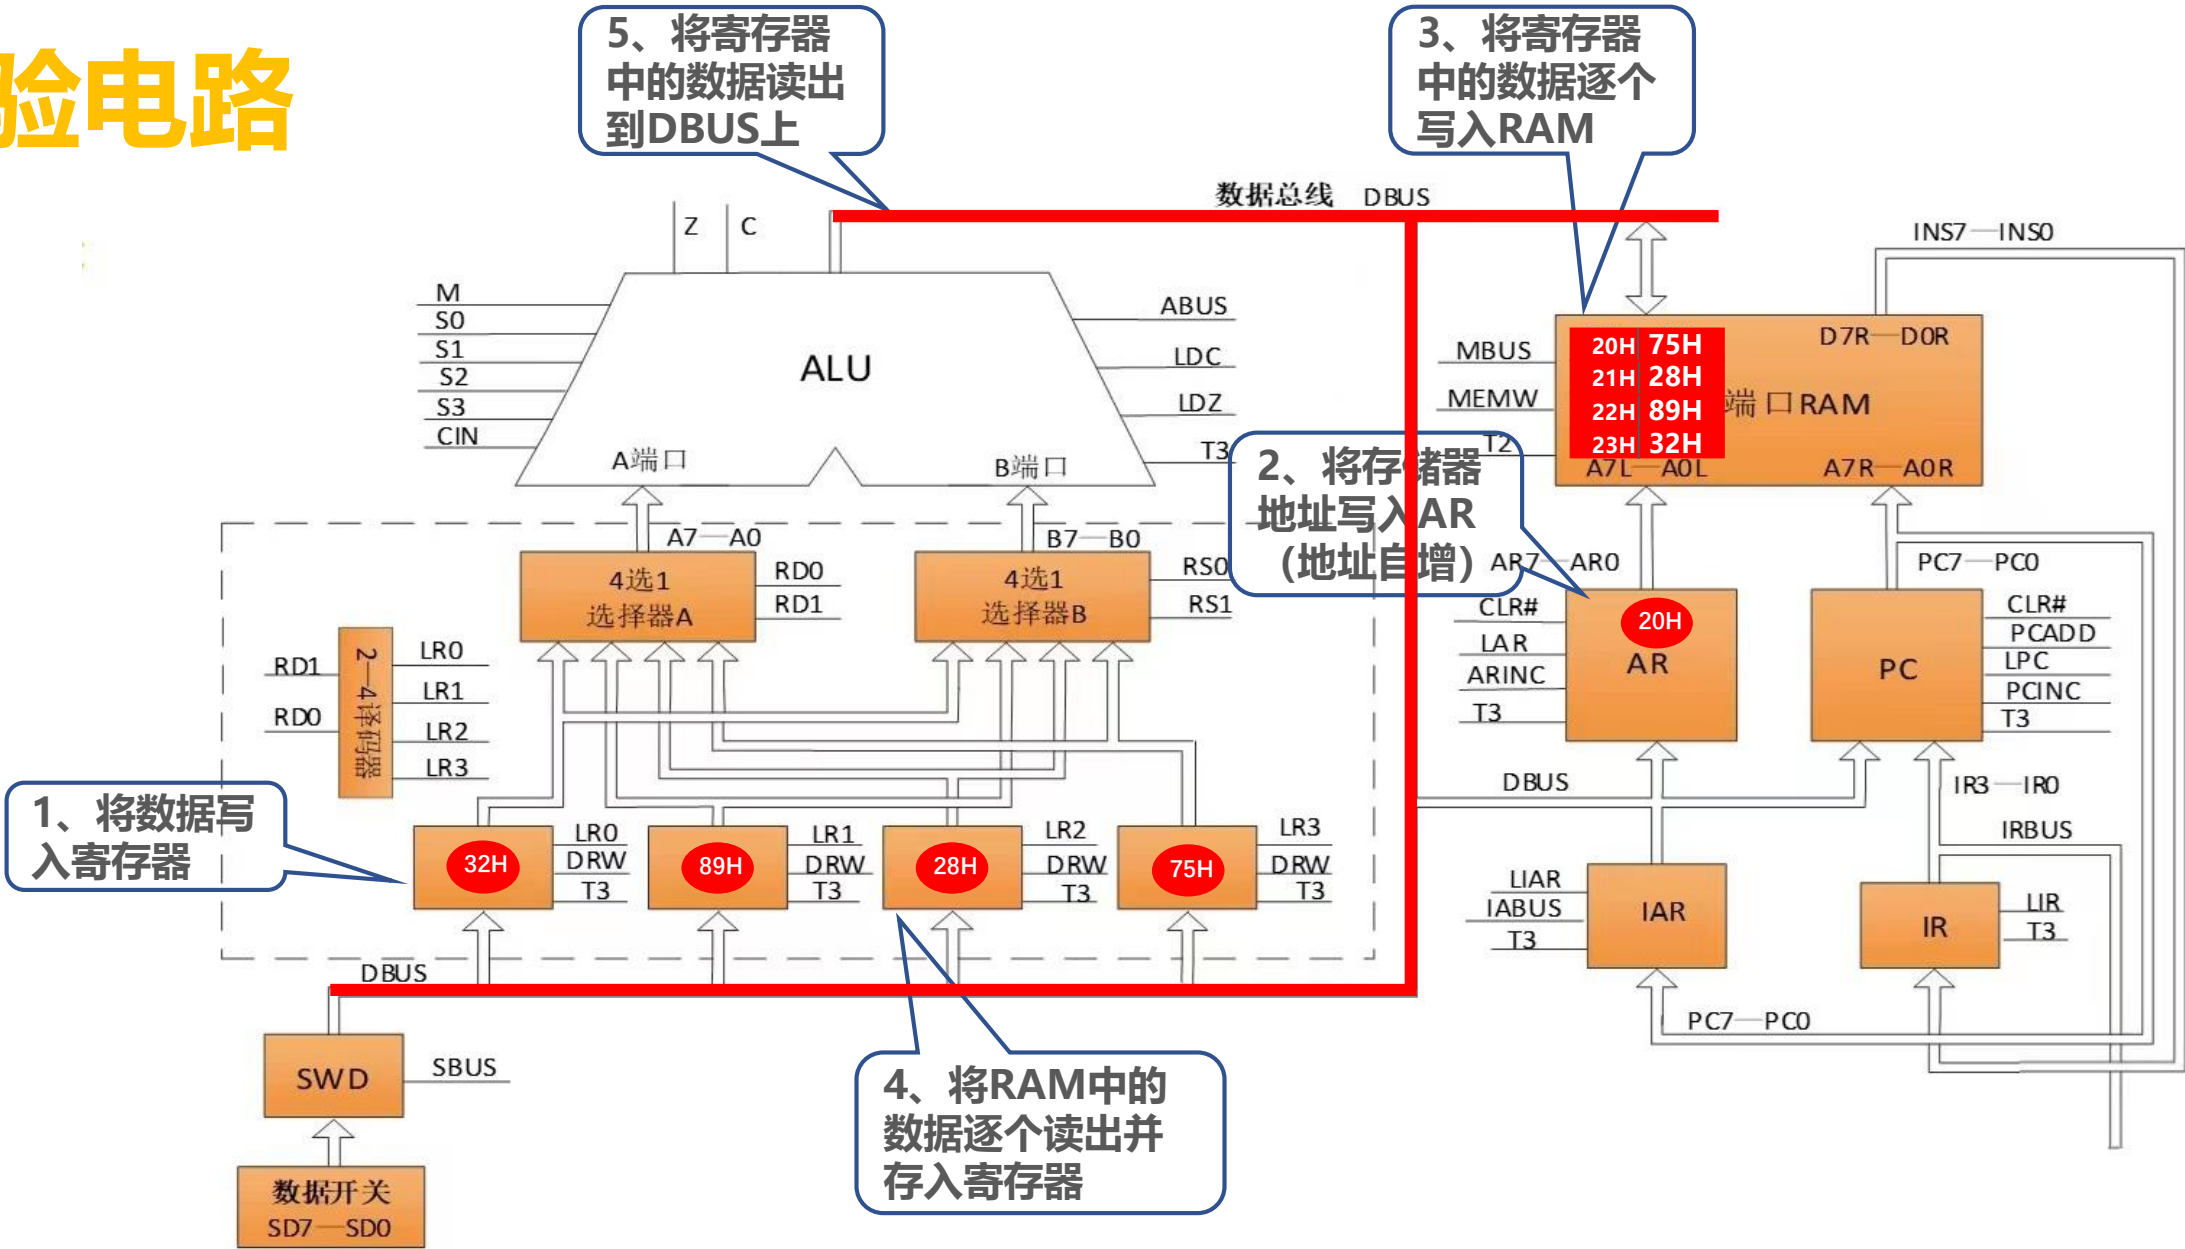 验电路
5、将寄存器
中的数据读出
到DBUS上
3、将寄存器
中的数据逐个
写入RAM
数据总线 DBUS
Z
C
INS7—INS0
M
S0
S1
S2
S3
CIN
ALU
A端口
B端口
ABUS
LDC
LDZ
T3
MBUS
MEMW
T2
20H 75H
21H 28H
22H 89H
23H 32H
D7R—D0R
端口RAM
A7L—A0L
A7R—A0R
2、将存储器
地址写入AR
（地址自增）
A7—A0
B7—B0
4选1
选择器A
RD0
RD1
4选1
选择器B
RS0
RS1
AR7—AR0
PC7—PC0
CLR#
LAR
ARINC
T3
20H
AR
PC
CLR#
PCADD
LPC
PCINC
T3
RD1
RD0
2—4译码器
LR0
LR1
LR2
LR3
DBUS
IR3—IR0
IRBUS
1、将数据写
入寄存器
32H
LR0
DRW
T3
89H
LR1
DRW
T3
28H
LR2
DRW
T3
75H
LR3
DRW
T3
LIAR
IABUS
T3
IAR
IR
LIR
T3
DBUS
PC7—PC0
SWD
SBUS
4、将RAM中的
数据逐个读出并
存入寄存器
数据开关
SD7—SD0